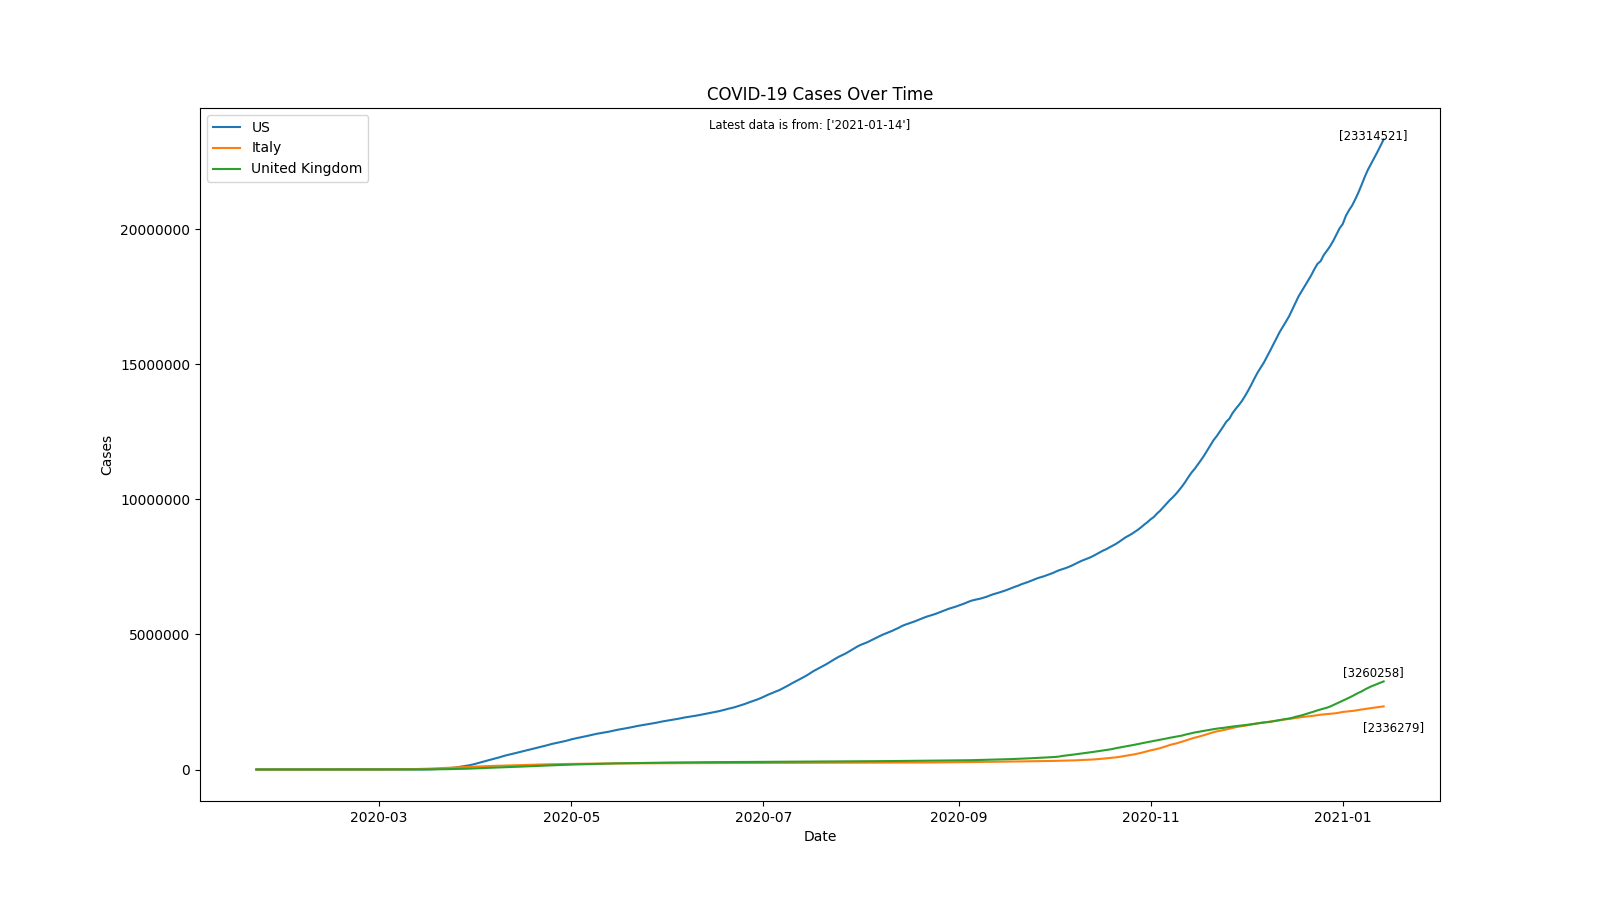 COVID-19 Cases Over Time
Latest data is from: ['2021-01-14']
US
Italy
United Kingdom
[23314521]
[3260258]
[2336279]
20000000
15000000
10000000
5000000
0
Cases
2020-03
2020-05
2020-07
2020-09
2020-11
2021-01
Date